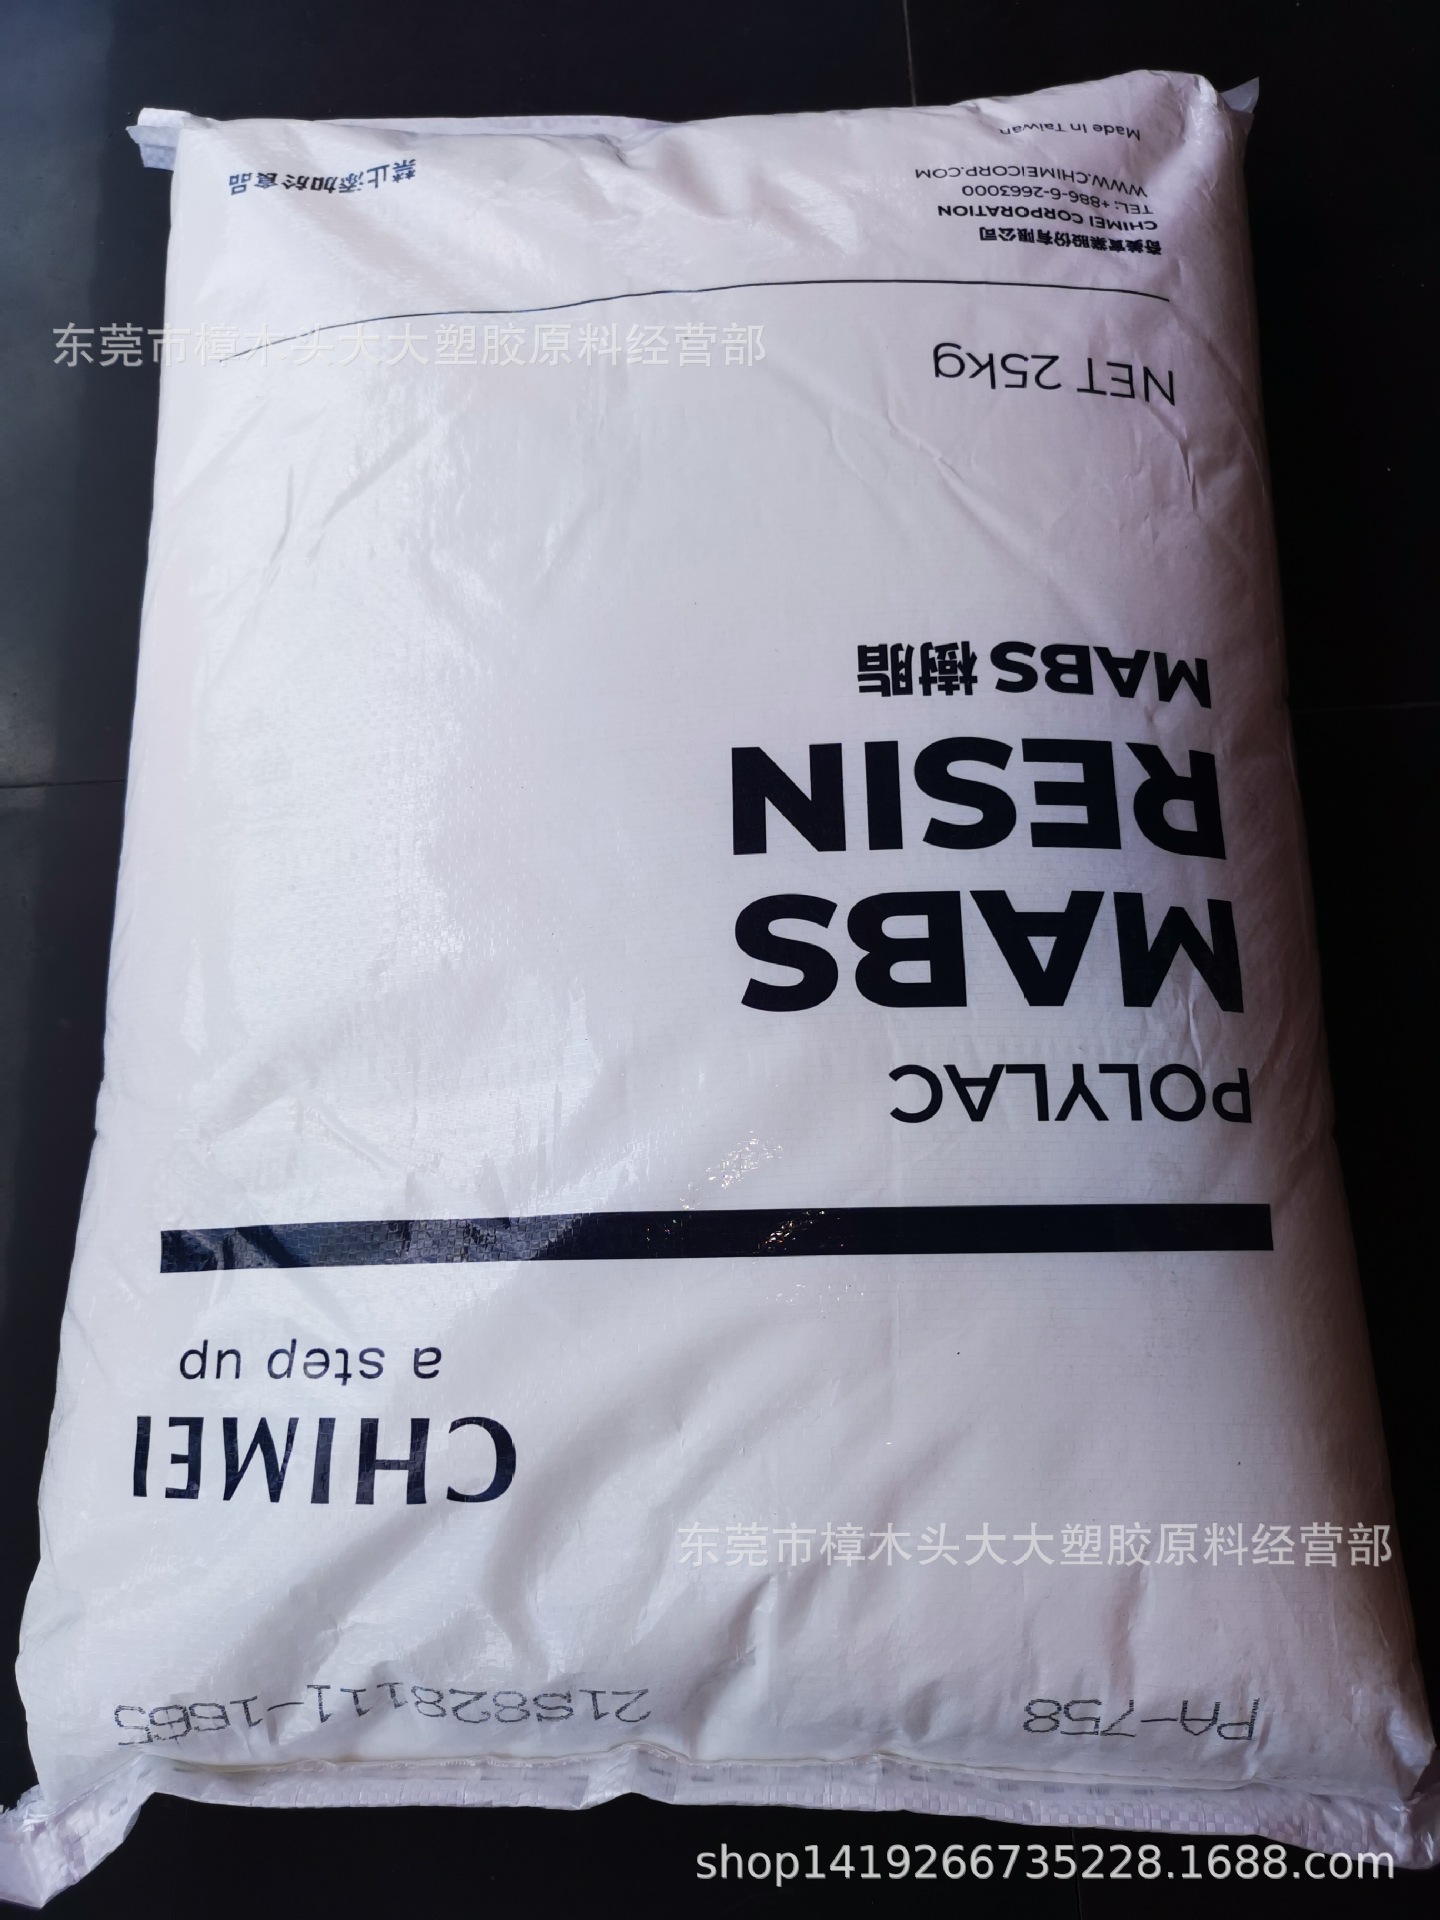 PA-758 21S828111-1665
CHIMEI
a step up
POLYLAC
MABS
RESIN
MABS 樹脂
NET 25kg
奇美實業股份有限公司
CHIMEI CORPORATION
TEL: +886-6-2663000
WWW.CHIMEICORP.COM
Made In Taiwan
禁止添加於食品
东莞市樟木头大大塑胶原料经营部
东莞市樟木头大大塑胶原料经营部
shop1419266735228.1688.com